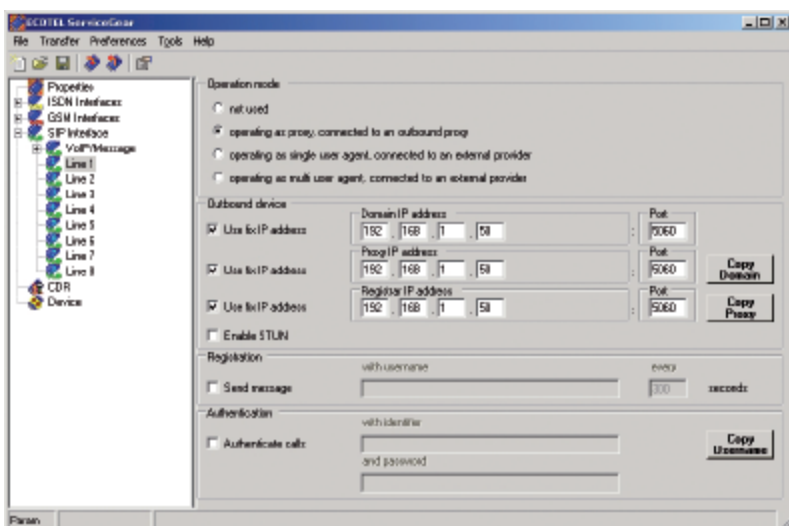 ECOTEL ServiceGear
File Transfer Preferences Tools Help
Properties
ISDN Interfaces
GSM Interfaces
SIP Interface
VoIP/Message
Line 1
Line 2
Line 3
Line 4
Line 5
Line 6
Line 7
Line 8
CDR
Device
Operation mode
not used
operating as proxy, connected to an outbound proxy
operating as single user agent, connected to an external provider
operating as multi user agent, connected to an external provider
Outbound device
Domain IP address Port
Use fix IP address 192 . 168 . 1 . 50 : 5060
Proxy IP address Port
Use fix IP address 192 . 168 . 1 . 50 : 5060 Copy Domain
Registrar IP address Port
Use fix IP address 192 . 168 . 1 . 50 : 5060 Copy Proxy
Enable STUN
Registration
with username every
Send message 300 seconds
Authentication
with identifier
Authenticate calls Copy Username
and password
Param